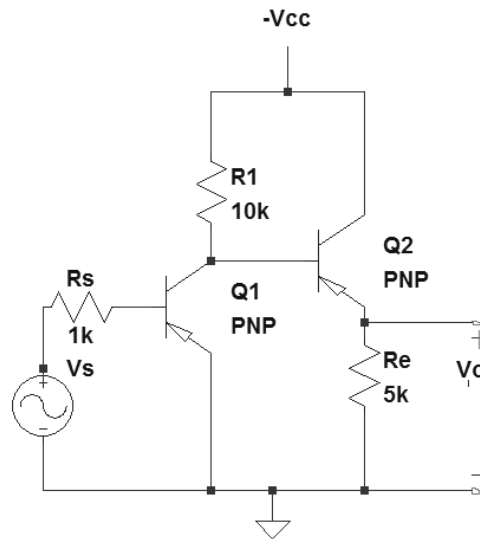 -Vcc
R1
10k
Q2
PNP
Rs
1k
Q1
PNP
Vs
+
-
Re
5k
+
-